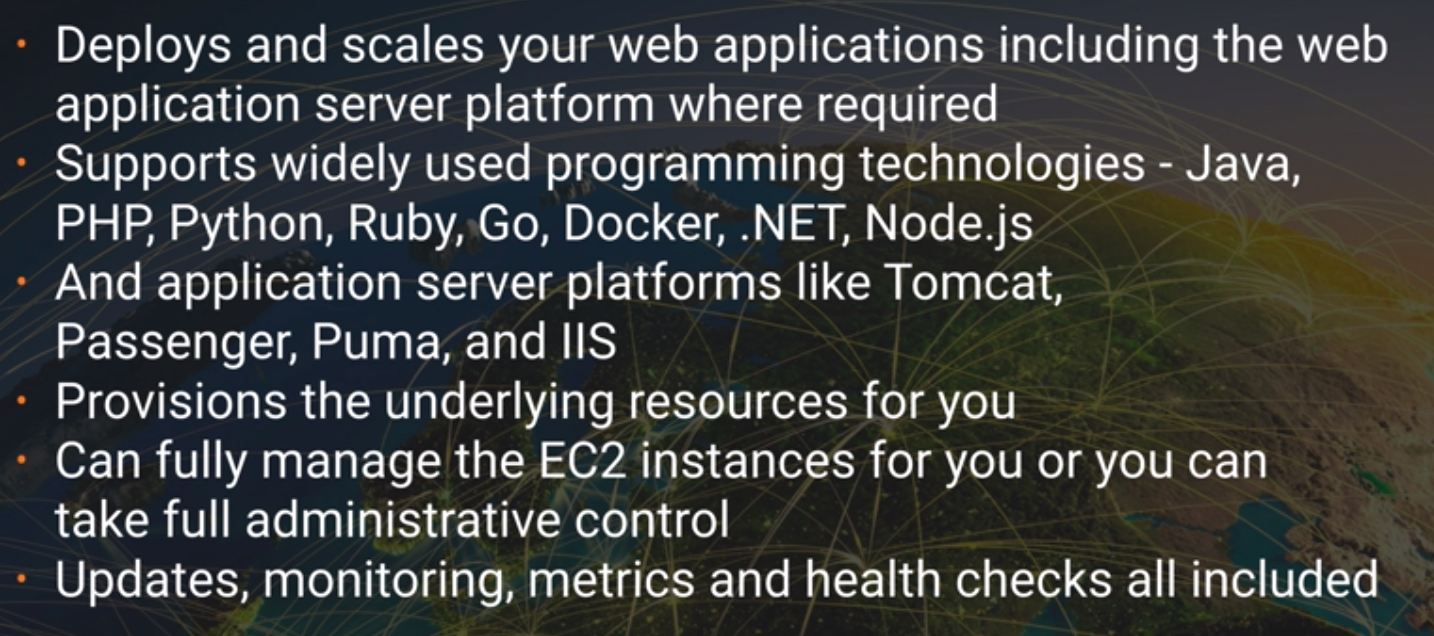 • Deploys and scales your web applications including the web
application server platform where required
• Supports widely used programming technologies - Java,
PHP, Python, Ruby, Go, Docker, .NET, Node.js
• And application server platforms like Tomcat,
Passenger, Puma, and IIS
• Provisions the underlying resources for you
• Can fully manage the EC2 instances for you or you can
take full administrative control
• Updates, monitoring, metrics and health checks all included